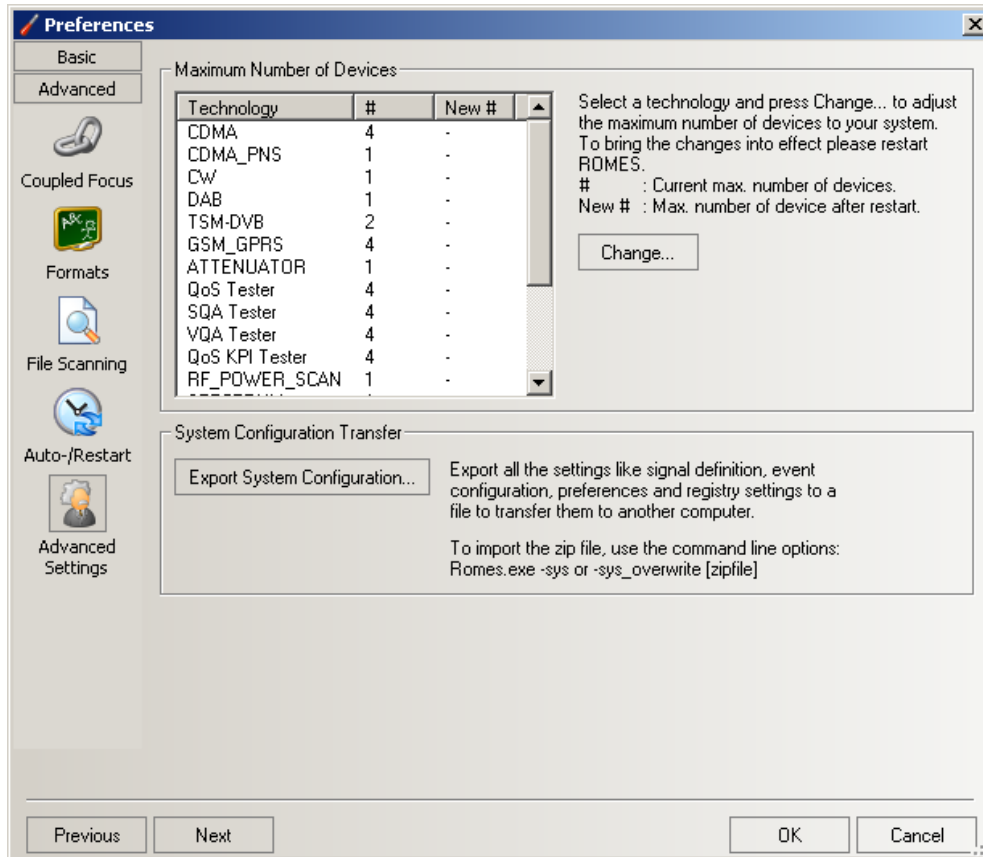 Preferences
Basic
Advanced
Coupled Focus
Formats
File Scanning
Auto-/Restart
Advanced
Settings
Maximum Number of Devices
Technology # New #
CDMA 4 -
CDMA_PNS 1 -
CW 1 -
DAB 1 -
TSM-DVB 2 -
GSM_GPRS 4 -
ATTENUATOR 1 -
QoS Tester 4 -
SQA Tester 4 -
VQA Tester 4 -
QoS KPI Tester 4 -
RF_POWER_SCAN 1 -
Select a technology and press Change... to adjust
the maximum number of devices to your system.
To bring the changes into effect please restart
ROMES.
# : Current max. number of devices.
New # : Max. number of device after restart.
Change...
System Configuration Transfer
Export System Configuration...
Export all the settings like signal definition, event
configuration, preferences and registry settings to a
file to transfer them to another computer.
To import the zip file, use the command line options:
Romes.exe -sys or -sys_overwrite [zipfile]
Previous
Next
OK
Cancel